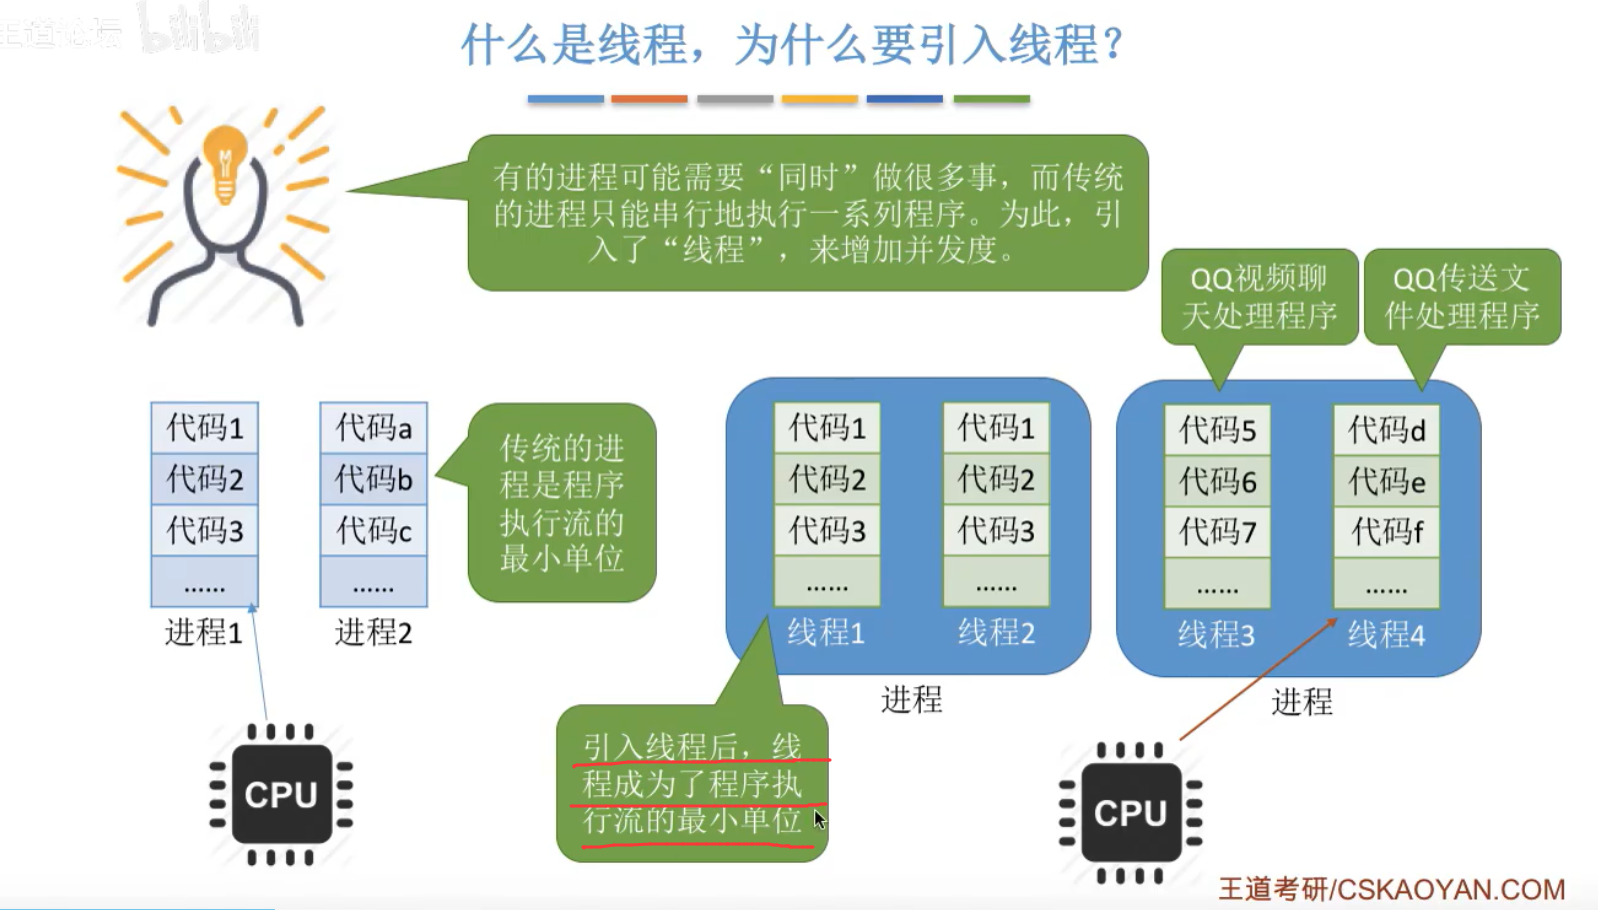 王道论坛 bilibili
什么是线程，为什么要引入线程？
有的进程可能需要“同时”做很多事，而传统
的进程只能串行地执行一系列程序。为此，引
入了“线程”，来增加并发度。
QQ视频聊
天处理程序
QQ传送文
件处理程序
代码1
代码2
代码3
......
进程1
代码a
代码b
代码c
......
进程2
传统的进
程是程序
执行流的
最小单位
代码1
代码2
代码3
......
线程1
代码1
代码2
代码3
......
线程2
进程
代码5
代码6
代码7
......
线程3
代码d
代码e
代码f
......
线程4
进程
引入线程后，线
程成为了程序执
行流的最小单位
CPU
CPU
王道考研/CSKAOYAN.COM